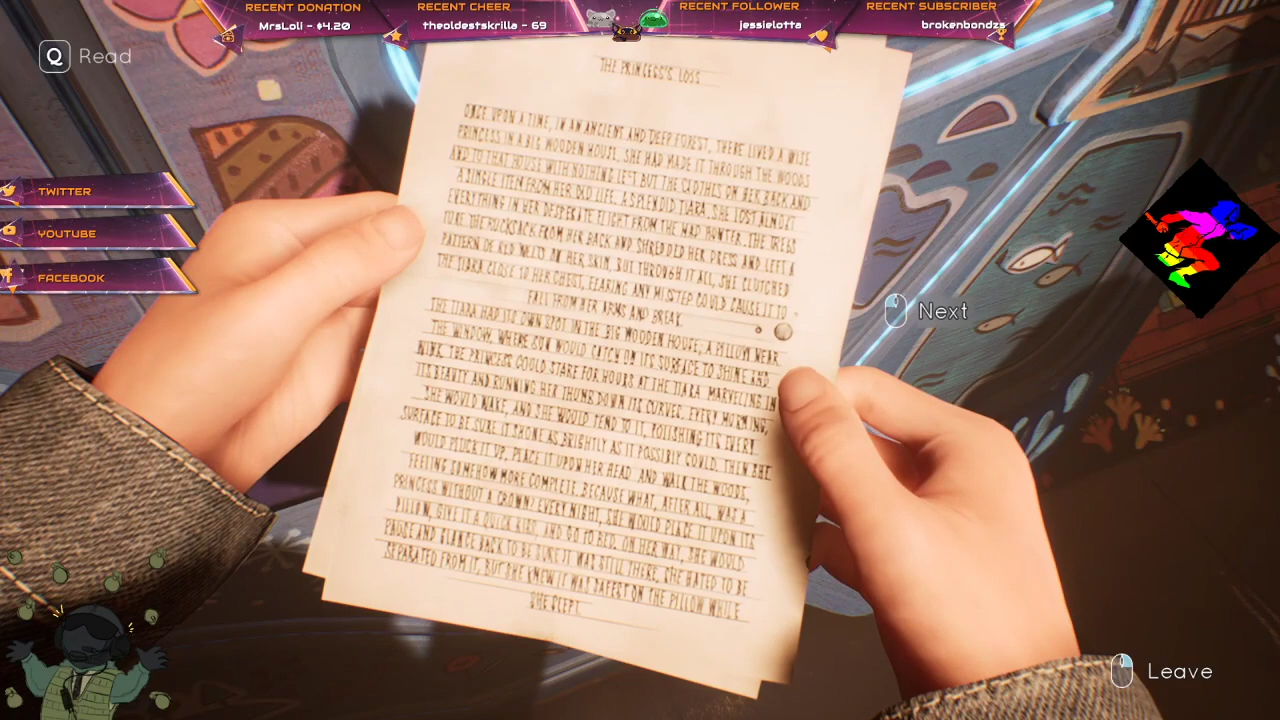 RECENT DONATION
MrsLoli - $4.20
RECENT CHEER
theoldestskrilla - 69
RECENT FOLLOWER
jessielotta
RECENT SUBSCRIBER
brokenbondzs
Q Read
TWITTER
YOUTUBE
FACEBOOK
THE PRINCESS'S LOSS
ONCE UPON A TIME, IN AN ANCIENT AND DEEP FOREST, THERE LIVED A WISE
PRINCESS IN A BIG WOODEN HOUSE. SHE HAD MADE IT THROUGH THE WOODS
AND TO THAT HOUSE WITH NOTHING LEFT BUT THE CLOTHES ON HER BACK AND
A SINGLE ITEM FROM HER OLD LIFE, A SPLENDID TIARA. SHE LOST ALMOST
EVERYTHING IN HER DESPERATE FLIGHT FROM THE MAD HUNTER. THE TREES
TORE THE RUCKSACK FROM HER BACK AND SHREDDED HER DRESS AND LEFT A
PATTERN OF RED WELTS ON HER SKIN, BUT THROUGH IT ALL, SHE CLUTCHED
THE TIARA CLOSE TO HER CHEST, FEARING ANY MISSTEP COULD CAUSE IT TO
FALL FROM HER ARMS AND BREAK.
THE TIARA HAD ITS OWN SPOT IN THE BIG WOODEN HOUSE; A PILLOW NEAR
THE WINDOW, WHERE SUN WOULD CATCH ON ITS SURFACE TO SHINE AND
WINK. THE PRINCESS COULD STARE FOR HOURS AT THE TIARA, MARVELING IN
ITS BEAUTY AND RUNNING HER THUMB DOWN ITS CURVES. EVERY MORNING,
SHE WOULD WAKE, AND SHE WOULD TEND TO IT, POLISHING ITS EVERY
SURFACE TO BE SURE IT SHONE AS BRIGHTLY AS IT POSSIBLY COULD. THEN SHE
WOULD PLUCK IT UP, PLACE IT UPON HER HEAD, AND WALK THE WOODS,
FEELING SOMEHOW MORE COMPLETE. BECAUSE WHAT, AFTER ALL, WAS A
PRINCESS WITHOUT A CROWN? EVERY NIGHT, SHE WOULD PLACE IT UPON ITS
PILLOW, GIVE IT A QUICK KISS, AND GO TO BED. ON HER WAY, SHE WOULD
PAUSE AND GLANCE BACK TO BE SURE IT WAS STILL THERE. SHE HATED TO BE
SEPARATED FROM IT, BUT SHE KNEW IT WAS SAFEST ON THE PILLOW WHILE
SHE SLEPT.
Next
Leave